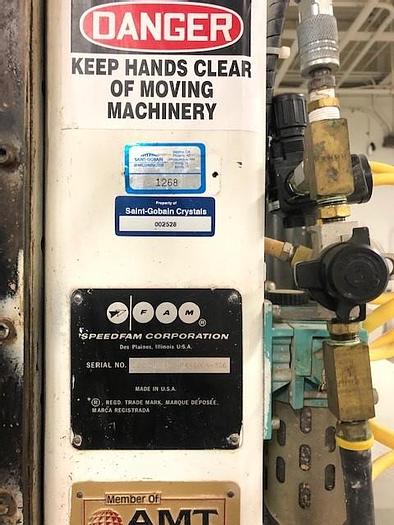 DANGER
KEEP HANDS CLEAR
OF MOVING
MACHINERY
SAINT-GOBAIN
1268
Property of
Saint-Gobain Crystals
002528
FAM®
SPEEDFAM CORPORATION
Des Plaines, Illinois U.S.A.
SERIAL NO.
MADE IN U.S.A.
®, REGD. TRADE MARK, MARQUE DÉPOSÉE,
MARCA REGISTRADA
Member Of
AMT